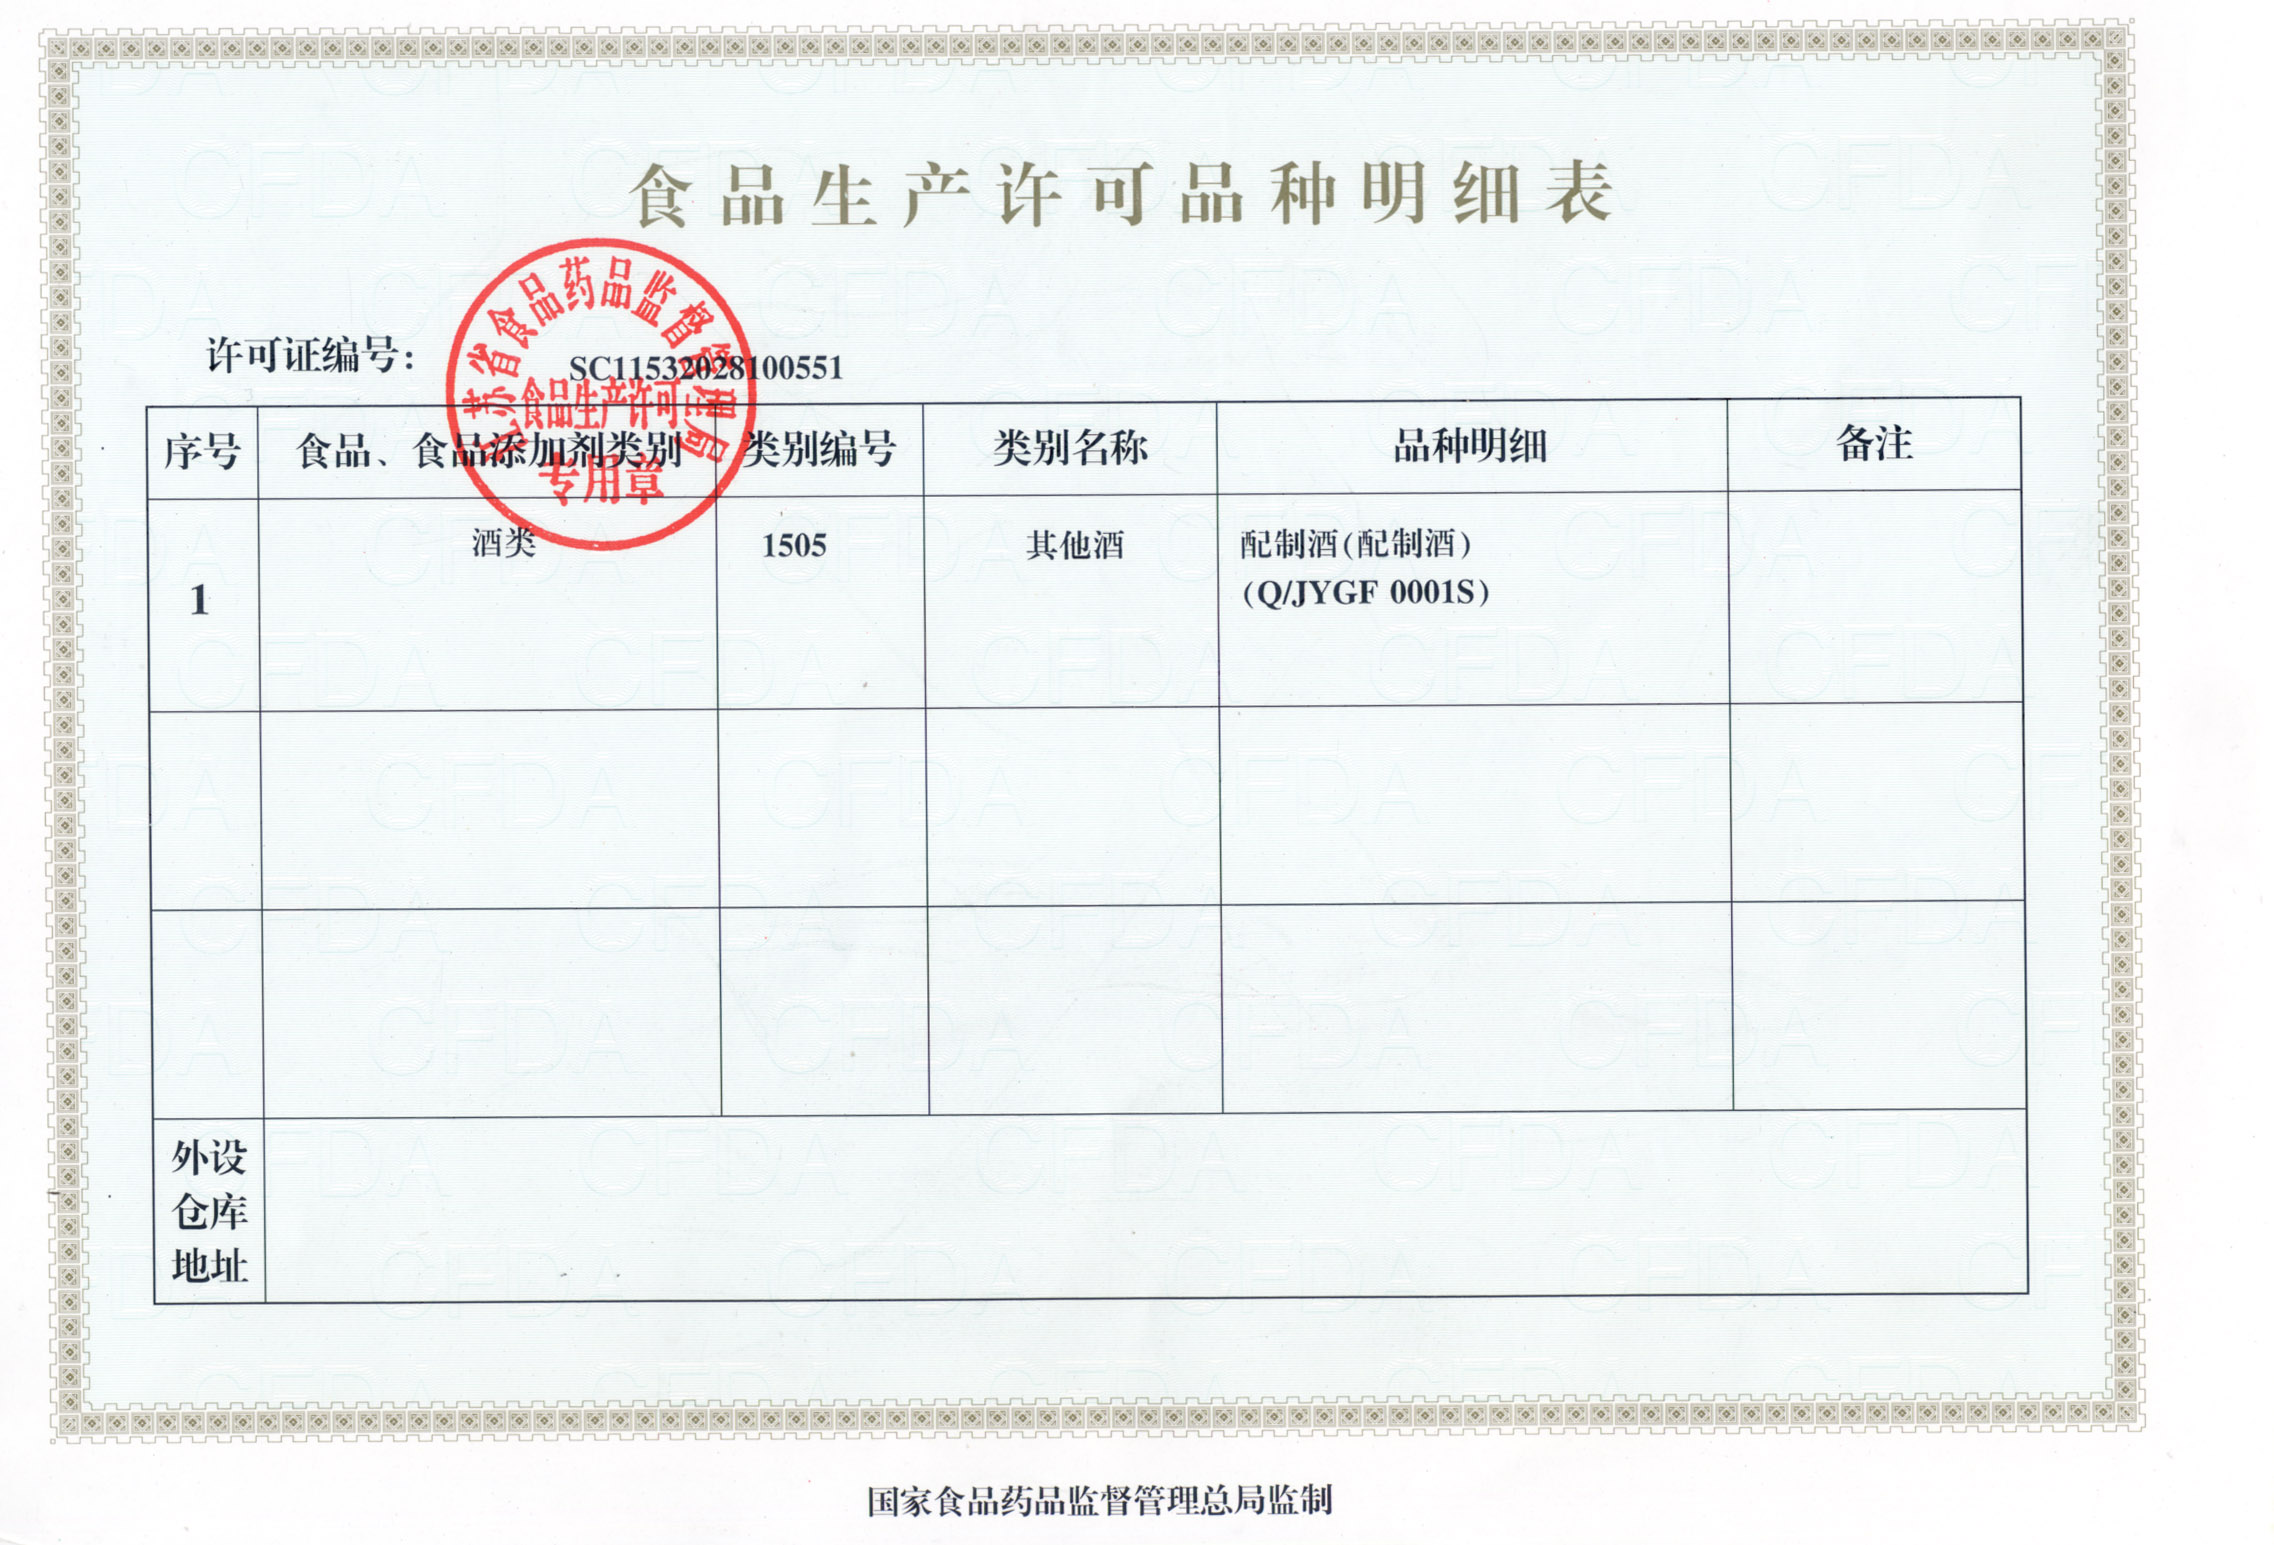 食品生产许可品种明细表
江苏省食品药品监督管理局
食品生产许可
专用章
许可证编号： SC11532028100551
序号 食品、食品添加剂类别 类别编号 类别名称 品种明细 备注
1 酒类 1505 其他酒 配制酒(配制酒)
(Q/JYGF 0001S)
外设
仓库
地址
国家食品药品监督管理总局监制
CFDA